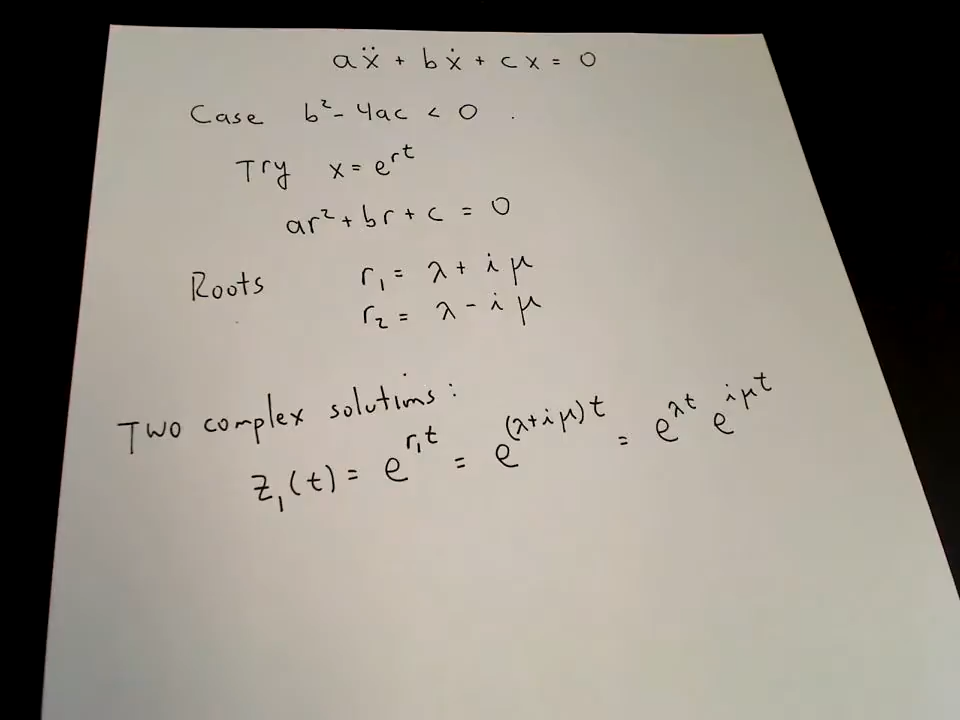 aẍ + bẋ + cx = 0
Case b² - 4ac < 0
Try x = e^{rt}
ar² + br + c = 0
Roots r₁ = λ + iμ
r₂ = λ - iμ
Two complex solutions:
z₁(t) = e^{r₁t} = e^{(λ+iμ)t} = e^{λt} e^{iμt}